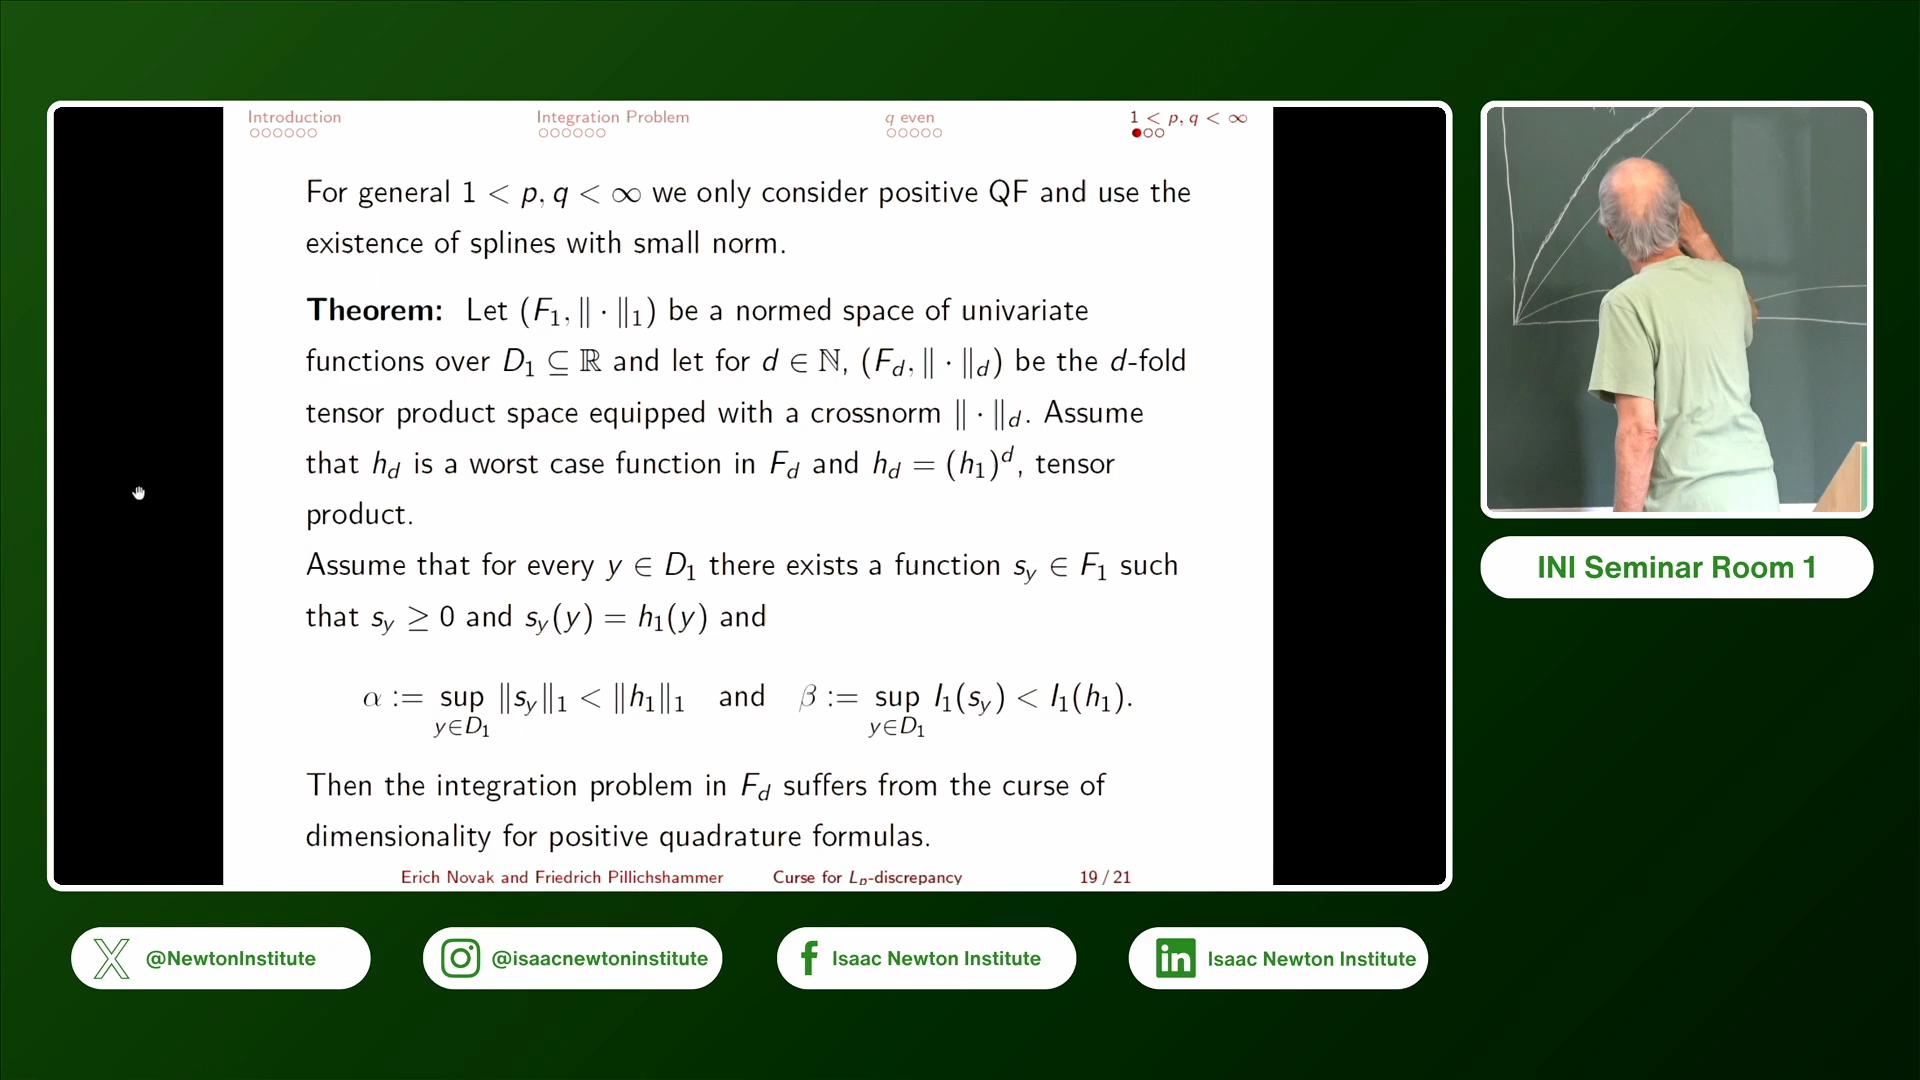 Introduction
Integration Problem
q even
1 < p, q < ∞
For general 1 < p, q < ∞ we only consider positive QF and use the
existence of splines with small norm.
Theorem: Let (F₁, ‖ · ‖₁) be a normed space of univariate
functions over D₁ ⊆ ℝ and let for d ∈ ℕ, (F_d, ‖ · ‖_d) be the d-fold
tensor product space equipped with a crossnorm ‖ · ‖_d. Assume
that h_d is a worst case function in F_d and h_d = (h₁)^d, tensor
product.
Assume that for every y ∈ D₁ there exists a function s_y ∈ F₁ such
that s_y ≥ 0 and s_y(y) = h₁(y) and
α := sup_{y∈D₁} ‖s_y‖₁ < ‖h₁‖₁ and β := sup_{y∈D₁} I₁(s_y) < I₁(h₁).
Then the integration problem in F_d suffers from the curse of
dimensionality for positive quadrature formulas.
Erich Novak and Friedrich Pillichshammer
Curse for L_p-discrepancy
19 / 21
INI Seminar Room 1
@NewtonInstitute
@isaacnewtoninstitute
Isaac Newton Institute
Isaac Newton Institute